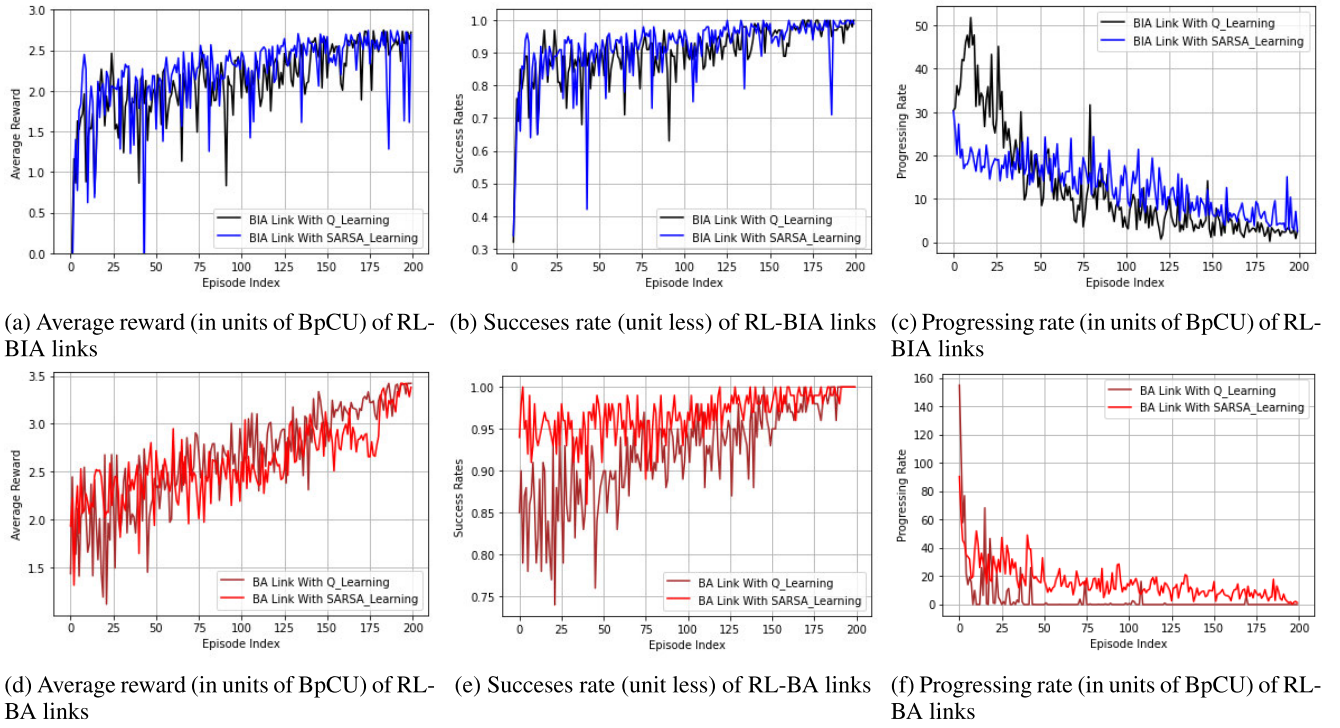 3.0
2.5
2.0
1.5
1.0
0.5
0.0
Average Reward
BIA Link With Q_Learning
BIA Link With SARSA_Learning
0 25 50 75 100 125 150 175 200
Episode Index
1.0
0.9
0.8
0.7
0.6
0.5
0.4
0.3
Success Rates
BIA Link With Q_Learning
BIA Link With SARSA_Learning
0 25 50 75 100 125 150 175 200
Episode Index
50
40
30
20
10
0
Progressing Rate
BIA Link With Q_Learning
BIA Link With SARSA_Learning
0 25 50 75 100 125 150 175 200
Episode Index
(a) Average reward (in units of BpCU) of RL-
BIA links
(b) Succeses rate (unit less) of RL-BIA links
(c) Progressing rate (in units of BpCU) of RL-
BIA links
3.5
3.0
2.5
2.0
1.5
Average Reward
BA Link With Q_Learning
BA Link With SARSA_Learning
0 25 50 75 100 125 150 175 200
Episode Index
1.00
0.95
0.90
0.85
0.80
0.75
Success Rates
BA Link With Q_Learning
BA Link With SARSA_Learning
0 25 50 75 100 125 150 175 200
Episode Index
160
140
120
100
80
60
40
20
0
Progressing Rate
BA Link With Q_Learning
BA Link With SARSA_Learning
0 25 50 75 100 125 150 175 200
Episode Index
(d) Average reward (in units of BpCU) of RL-
BA links
(e) Succeses rate (unit less) of RL-BA links
(f) Progressing rate (in units of BpCU) of RL-
BA links